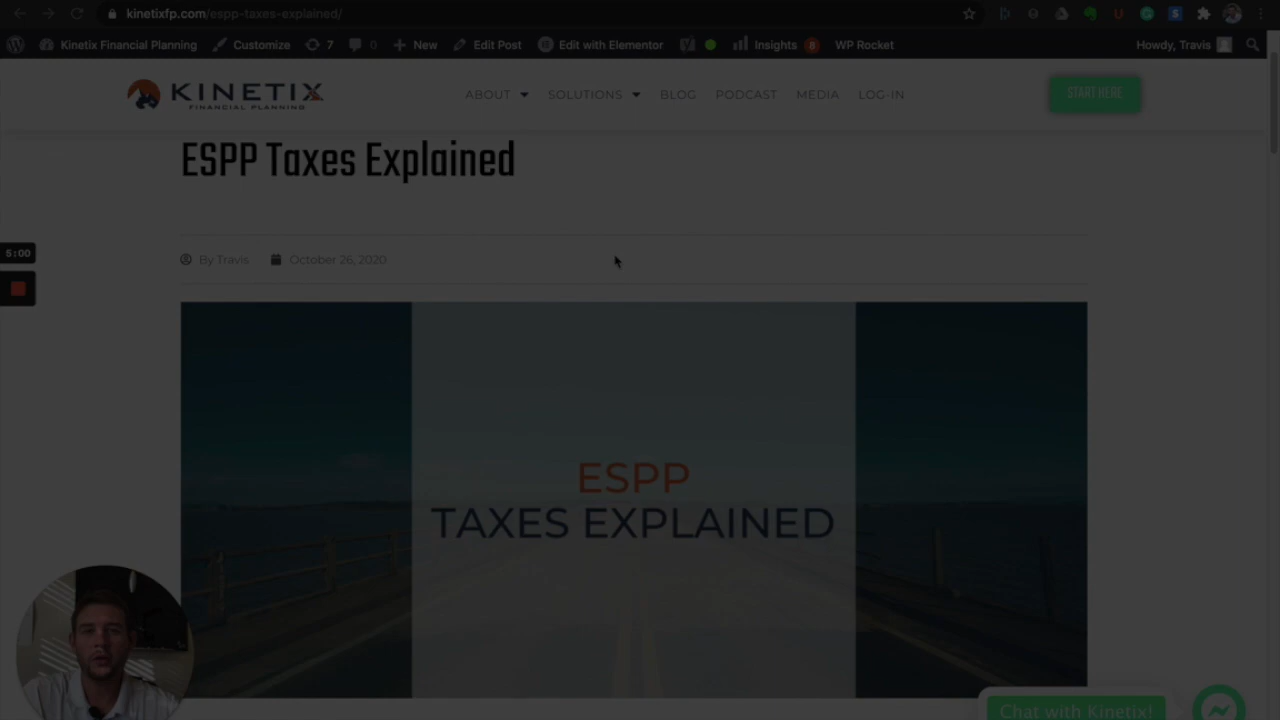 kinetixfp.com/espp-taxes-explained/
Kinetix Financial Planning Customize 7 0 New Edit Post Edit with Elementor Insights 8 WP Rocket Howdy, Travis
KINETIX
FINANCIAL PLANNING
ABOUT SOLUTIONS BLOG PODCAST MEDIA LOG-IN START HERE
ESPP Taxes Explained
5:00
By Travis October 26, 2020
ESPP
TAXES EXPLAINED
Chat with Kinetix!